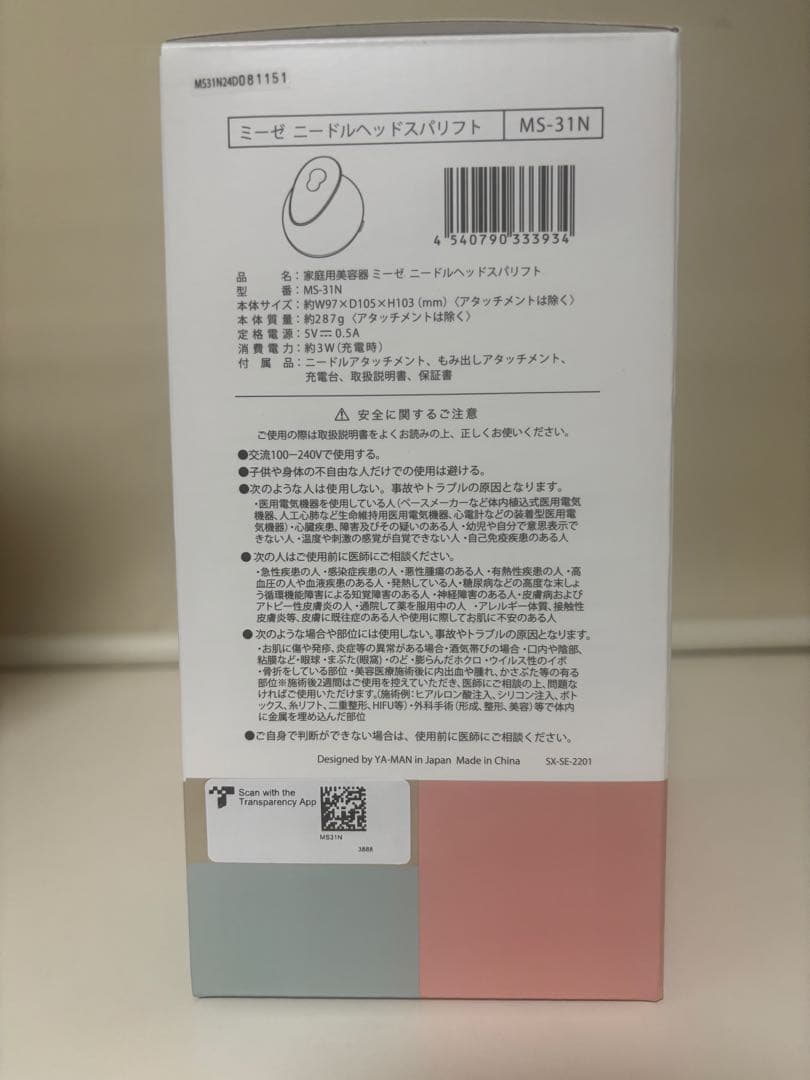 MS31N24D081151
ミーゼ ニードルヘッドスパリフト MS-31N
4 540790 333934
品名：家庭用美容器 ミーゼ ニードルヘッドスパリフト
型番：MS-31N
本体サイズ：約W97×D105×H103（mm）〈アタッチメントは除く〉
本体質量：約287g〈アタッチメントは除く〉
定格電源：5V⎓0.5A
消費電力：約3W（充電時）
付属品：ニードルアタッチメント、もみ出しアタッチメント、
充電台、取扱説明書、保証書
⚠ 安全に関するご注意
ご使用の際は取扱説明書をよくお読みの上、正しくお使いください。
●交流100−240Vで使用する。
●子供や身体の不自由な人だけでの使用は避ける。
●次のような人は使用しない。事故やトラブルの原因となります。
・医用電気機器を使用している人（ペースメーカーなど体内植込式医用電気
機器、人工心肺など生命維持用医用電気機器、心電計などの装着型医用電
気機器）・心臓疾患、障害及びその疑いのある人・幼児や自分で意思表示で
きない人・温度や刺激の感覚が自覚できない人・自己免疫疾患のある人
●次の人はご使用前に医師にご相談ください。
・急性疾患の人・感染症疾患の人・悪性腫瘍のある人・有熱性疾患の人・高
血圧の人や血液疾患のある人・発熱している人・糖尿病などの高度な末しょ
う循環機能障害による知覚障害のある人・神経障害のある人・皮膚病および
アトピー性皮膚炎の人・通院して薬を服用中の人・アレルギー体質、接触性
皮膚炎等、皮膚に既往症のある人や使用に際してお肌に不安のある人
●次のような場合や部位には使用しない。事故やトラブルの原因となります。
・お肌に傷や発疹、炎症等の異常がある場合・酒気帯びの場合・口内や陰部、
粘膜など・眼球・まぶた(眼窩)・のど・膨らんだホクロ・ウイルス性のイボ
・骨折をしている部位・美容医療施術後に内出血や腫れ、かさぶた等の有る
部位※施術後2週間はご使用を控えていただき、医師にご相談の上、問題な
ければご使用いただけます。（施術例：ヒアルロン酸注入、シリコン注入、ボト
ックス、糸リフト、二重整形、HIFU等）・外科手術（形成、整形、美容）等で体内
に金属を埋め込んだ部位
●ご自身で判断ができない場合は、使用前に医師にご相談ください。
Designed by YA-MAN in Japan Made in China SX-SE-2201
Scan with the
Transparency App
MS31N
3888